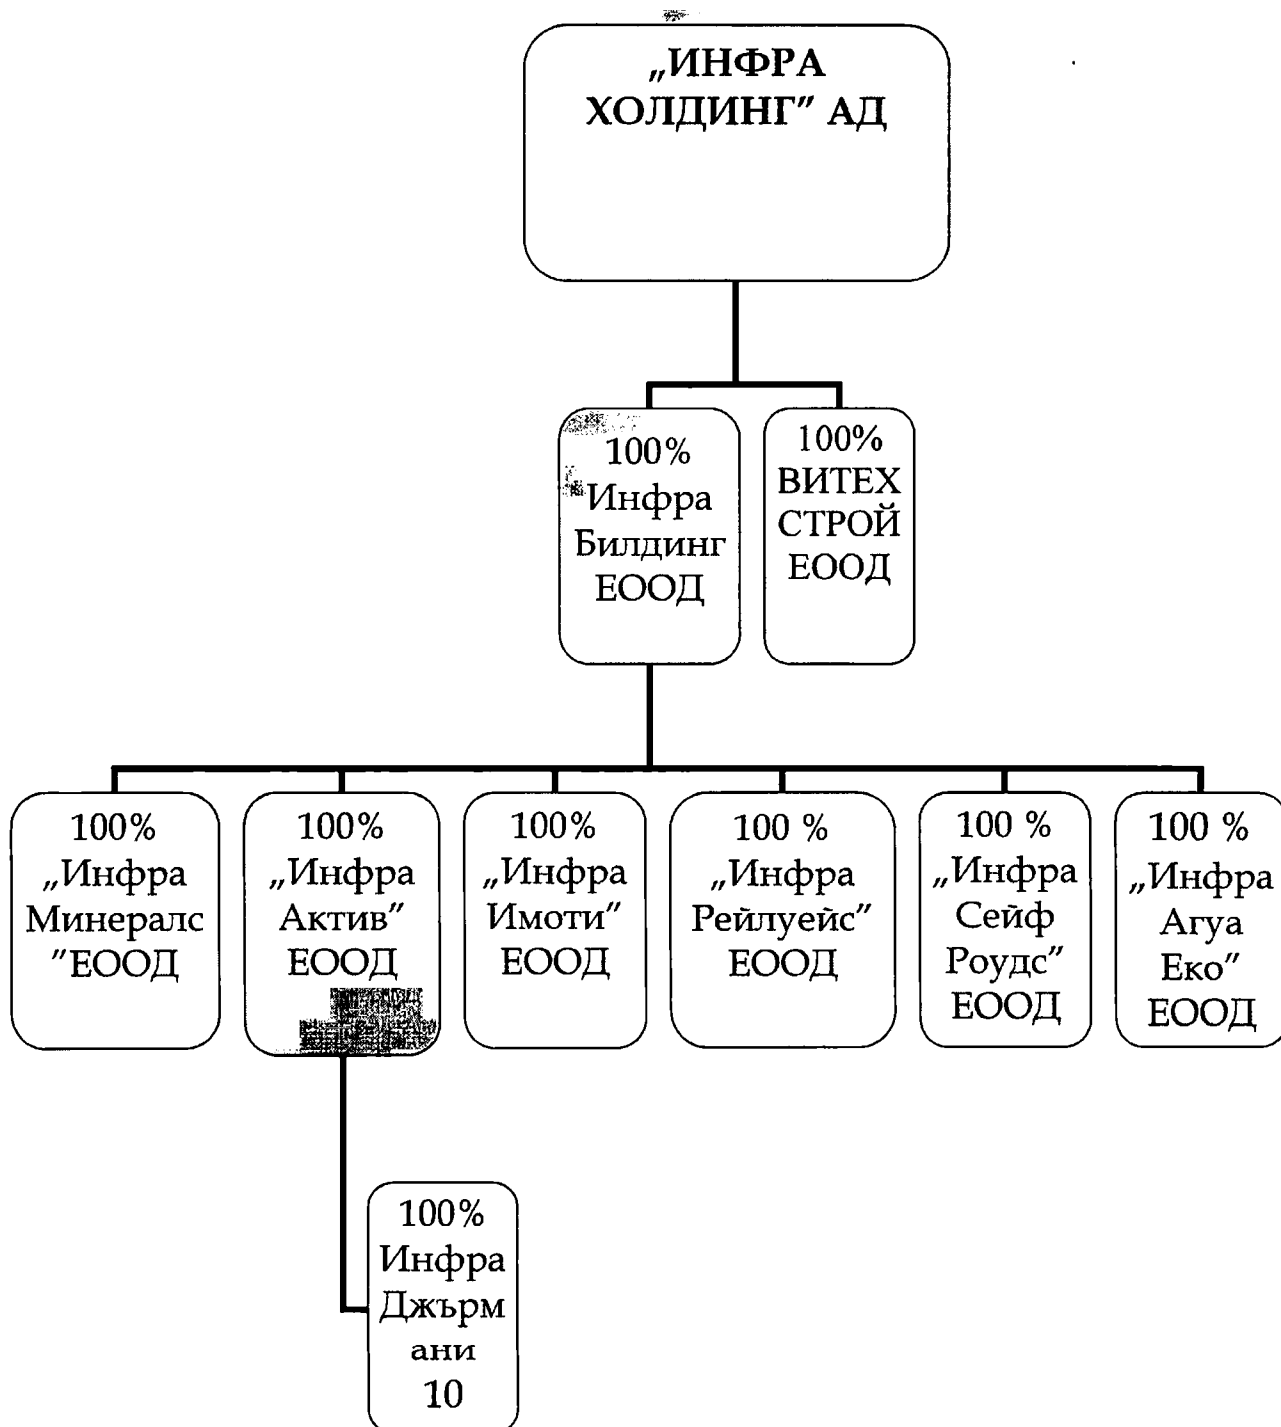 „ИНФРА
ХОЛДИНГ” АД
100%
Инфра
Билдинг
ЕООД
100%
ВИТЕХ
СТРОЙ
ЕООД
100%
„Инфра
Минералс
”ЕООД
100%
„Инфра
Актив”
ЕООД
100%
„Инфра
Имоти”
ЕООД
100 %
„Инфра
Рейлуейс”
ЕООД
100 %
„Инфра
Сейф
Роудс”
ЕООД
100 %
„Инфра
Агуа
Еко”
ЕООД
100%
Инфра
Джърм
ани
10